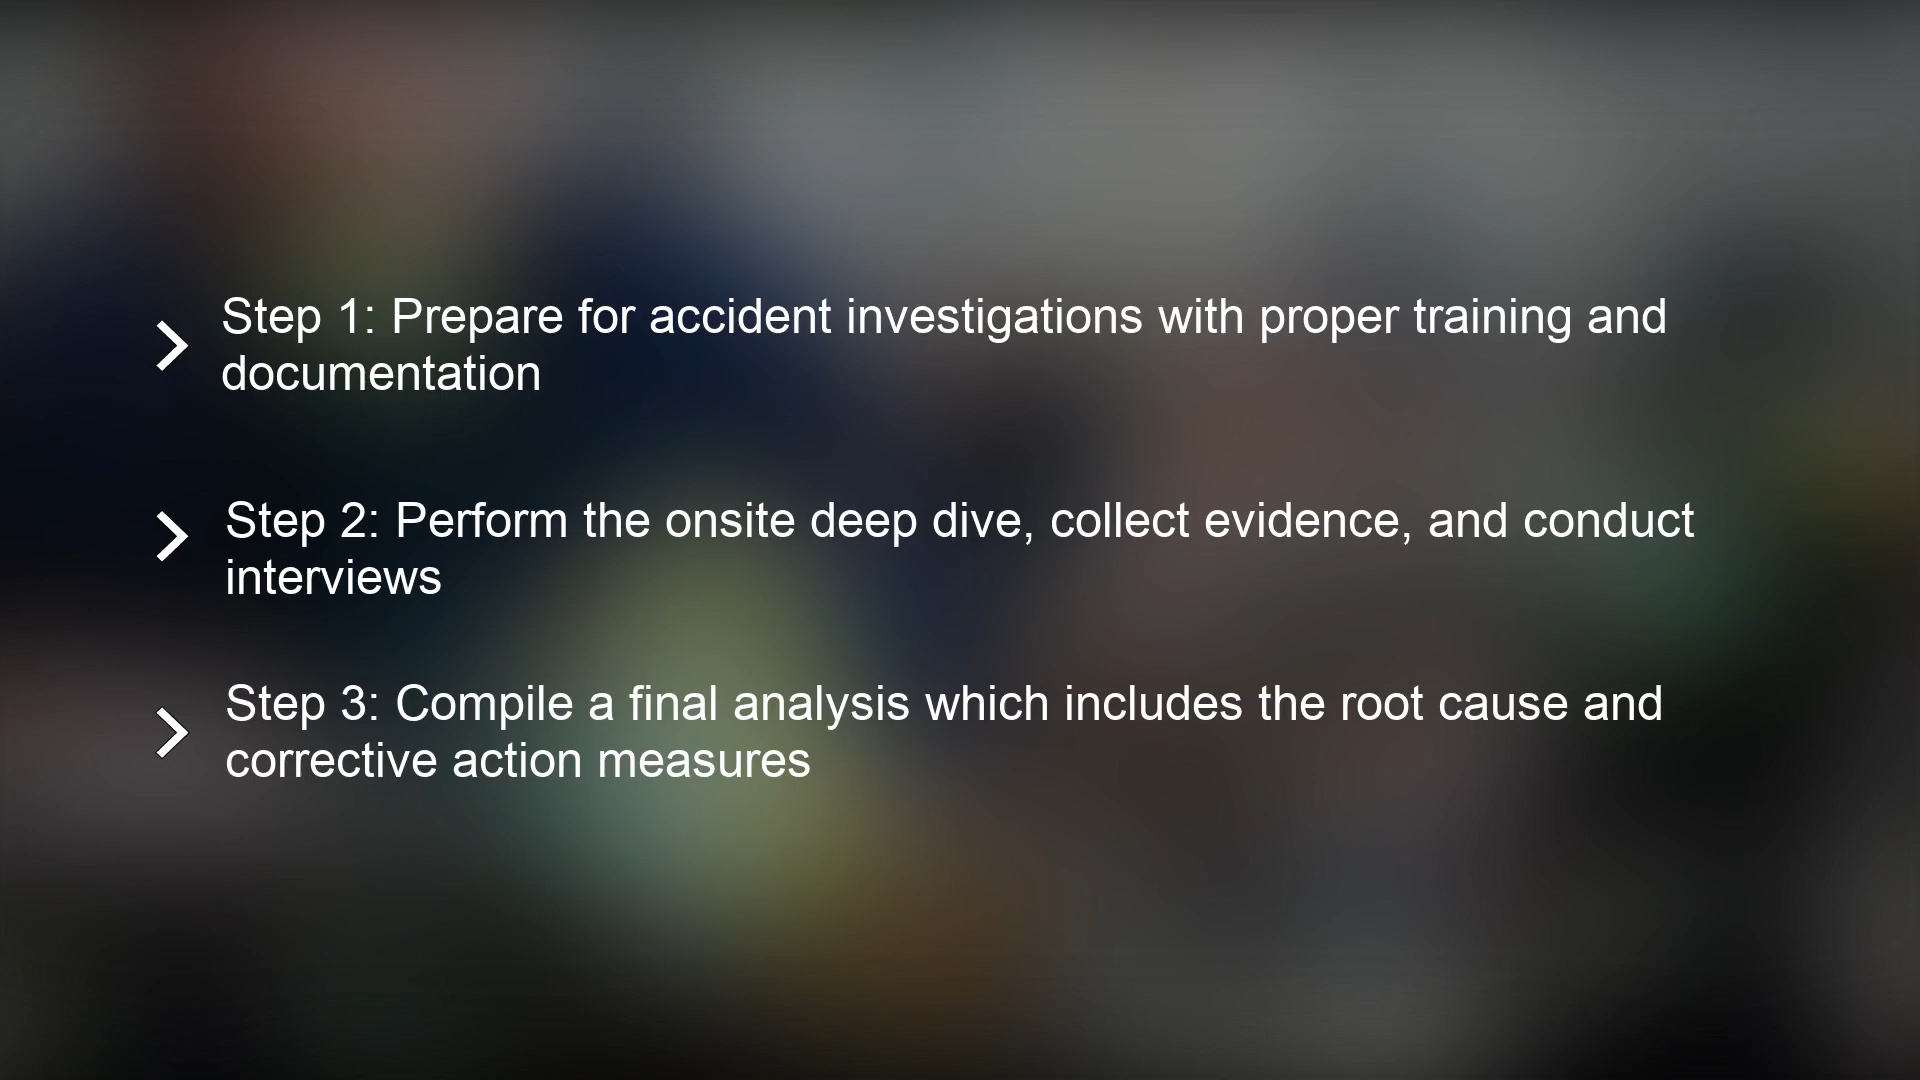 Step 1: Prepare for accident investigations with proper training and
documentation
Step 2: Perform the onsite deep dive, collect evidence, and conduct
interviews
Step 3: Compile a final analysis which includes the root cause and
corrective action measures